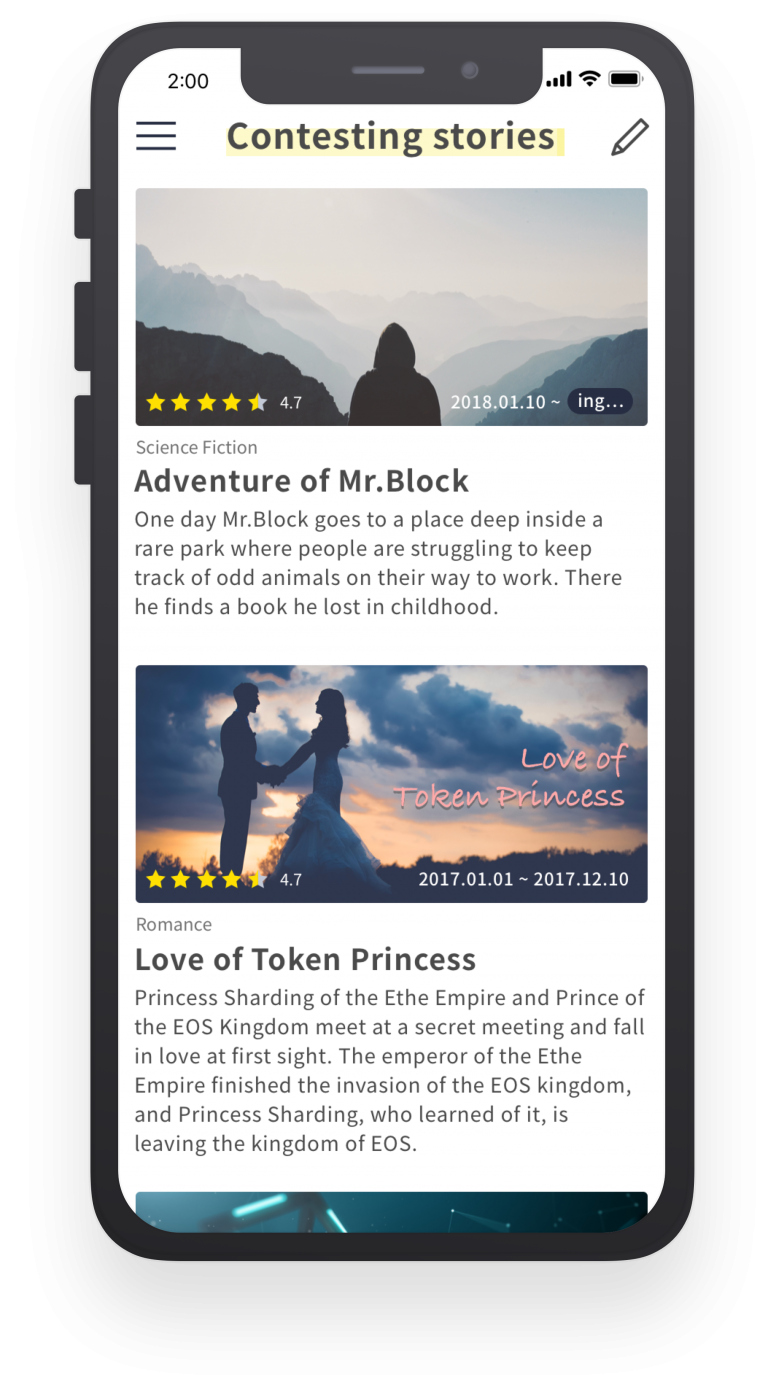 2:00
Contesting stories
4.7
2018.01.10 ~ ing...
Science Fiction
Adventure of Mr.Block
One day Mr.Block goes to a place deep inside a
rare park where people are struggling to keep
track of odd animals on their way to work. There
he finds a book he lost in childhood.
Love of
Token Princess
4.7
2017.01.01 ~ 2017.12.10
Romance
Love of Token Princess
Princess Sharding of the Ethe Empire and Prince of
the EOS Kingdom meet at a secret meeting and fall
in love at first sight. The emperor of the Ethe
Empire finished the invasion of the EOS kingdom,
and Princess Sharding, who learned of it, is
leaving the kingdom of EOS.